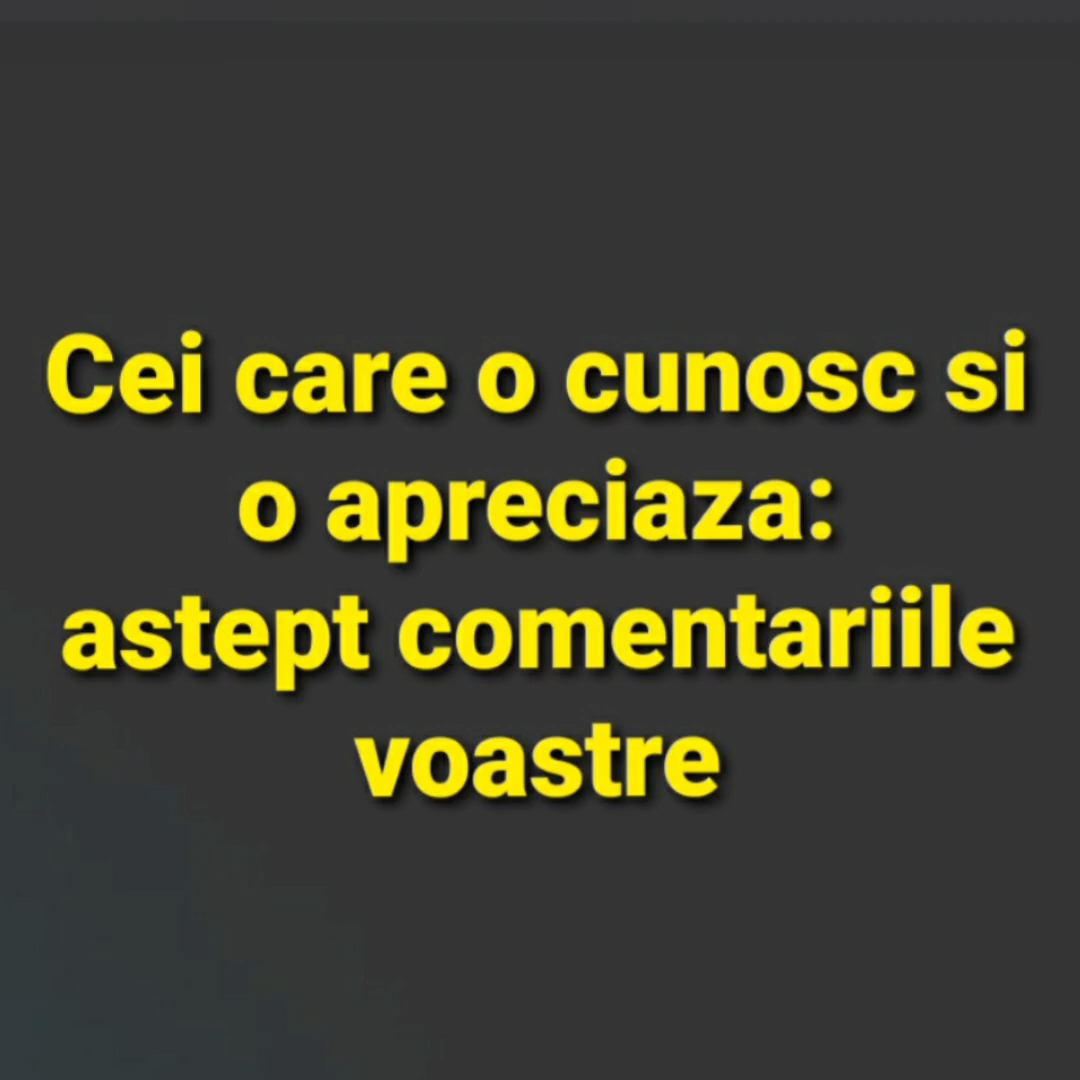 Cei care o cunosc si
o apreciaza:
astept comentariile
voastre